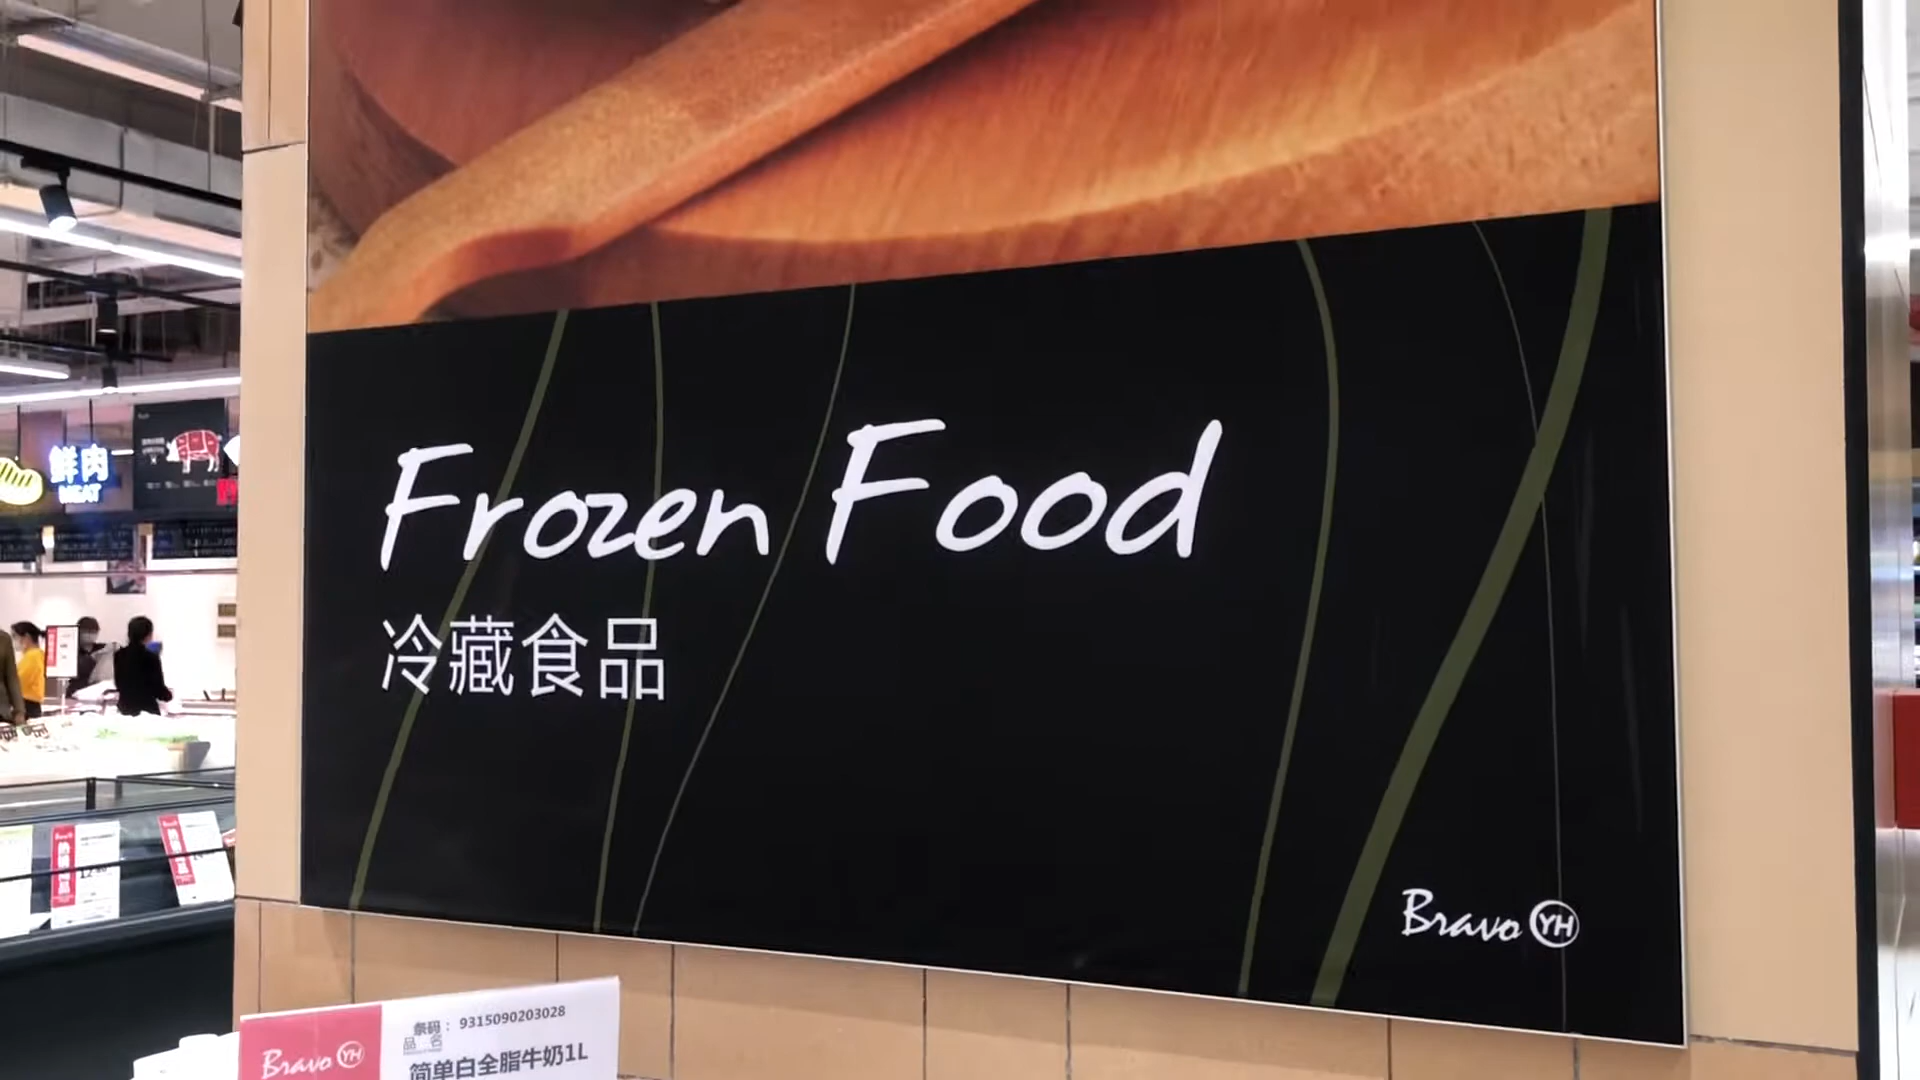 鲜肉
MEAT
Frozen Food
冷藏食品
Bravo YH
Bravo YH
条码： 9315090203028
品 名
简单白全脂牛奶1L